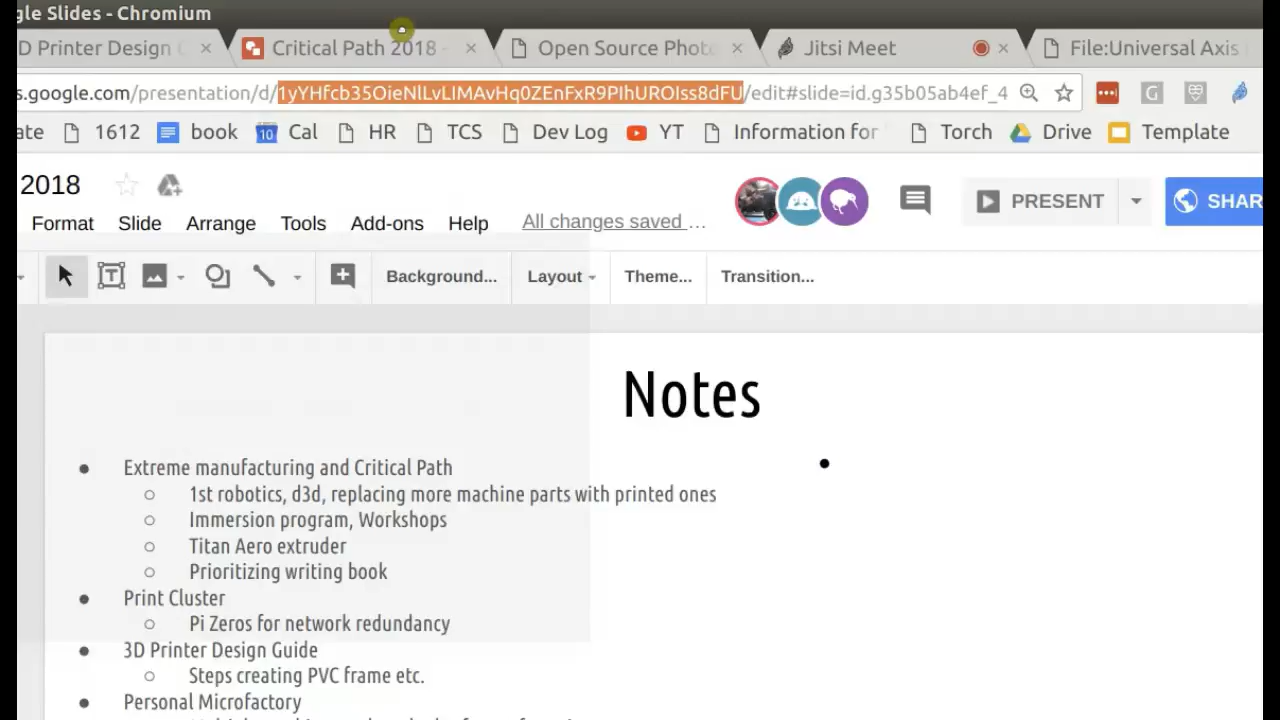 gle Slides - Chromium
D Printer Design
Critical Path 2018 -
Open Source Phot
Jitsi Meet
File:Universal Axis
s.google.com/presentation/d/1yYHfcb35OieNlLvLIMAvHq0ZEnFxR9PIhUROIss8dFU/edit#slide=id.g35b05ab4ef_4
ate 1612 book Cal HR TCS Dev Log YT Information for Torch Drive Template
2018
PRESENT
SHAR
Format Slide Arrange Tools Add-ons Help All changes saved ...
Background... Layout Theme... Transition...
Notes
● Extreme manufacturing and Critical Path
○ 1st robotics, d3d, replacing more machine parts with printed ones
○ Immersion program, Workshops
○ Titan Aero extruder
○ Prioritizing writing book
● Print Cluster
○ Pi Zeros for network redundancy
● 3D Printer Design Guide
○ Steps creating PVC frame etc.
● Personal Microfactory